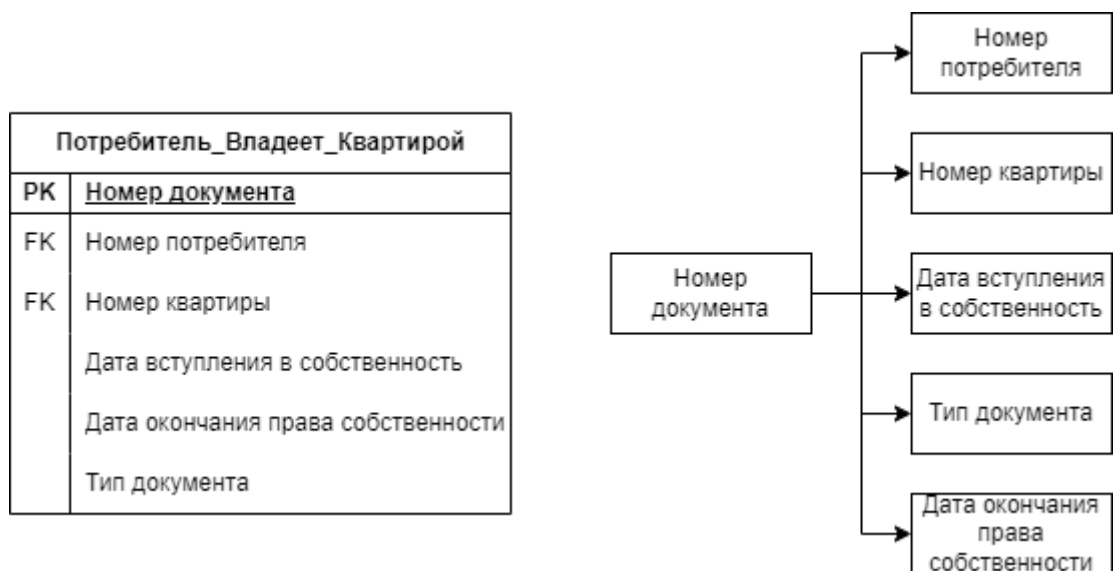 Потребитель_Владеет_Квартирой
PK Номер документа
FK Номер потребителя
FK Номер квартиры
Дата вступления в собственность
Дата окончания права собственности
Тип документа
Номер
документа
Номер
потребителя
Номер квартиры
Дата вступления
в собственность
Тип документа
Дата окончания
права
собственности